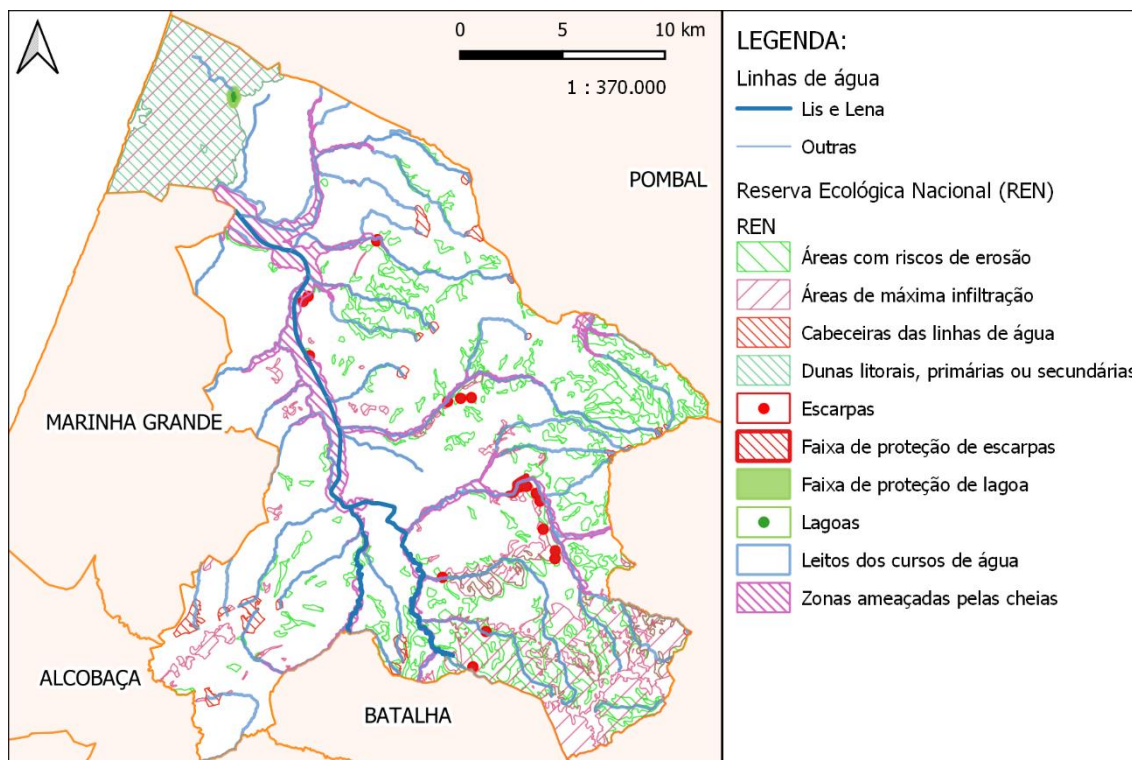 0 5 10 km
1 : 370.000
POMBAL
MARINHA GRANDE
ALCOBAÇA
BATALHA
LEGENDA:
Linhas de água
Lis e Lena
Outras
Reserva Ecológica Nacional (REN)
REN
Áreas com riscos de erosão
Áreas de máxima infiltração
Cabeceiras das linhas de água
Dunas litorais, primárias ou secundárias
Escarpas
Faixa de proteção de escarpas
Faixa de proteção de lagoa
Lagoas
Leitos dos cursos de água
Zonas ameaçadas pelas cheias